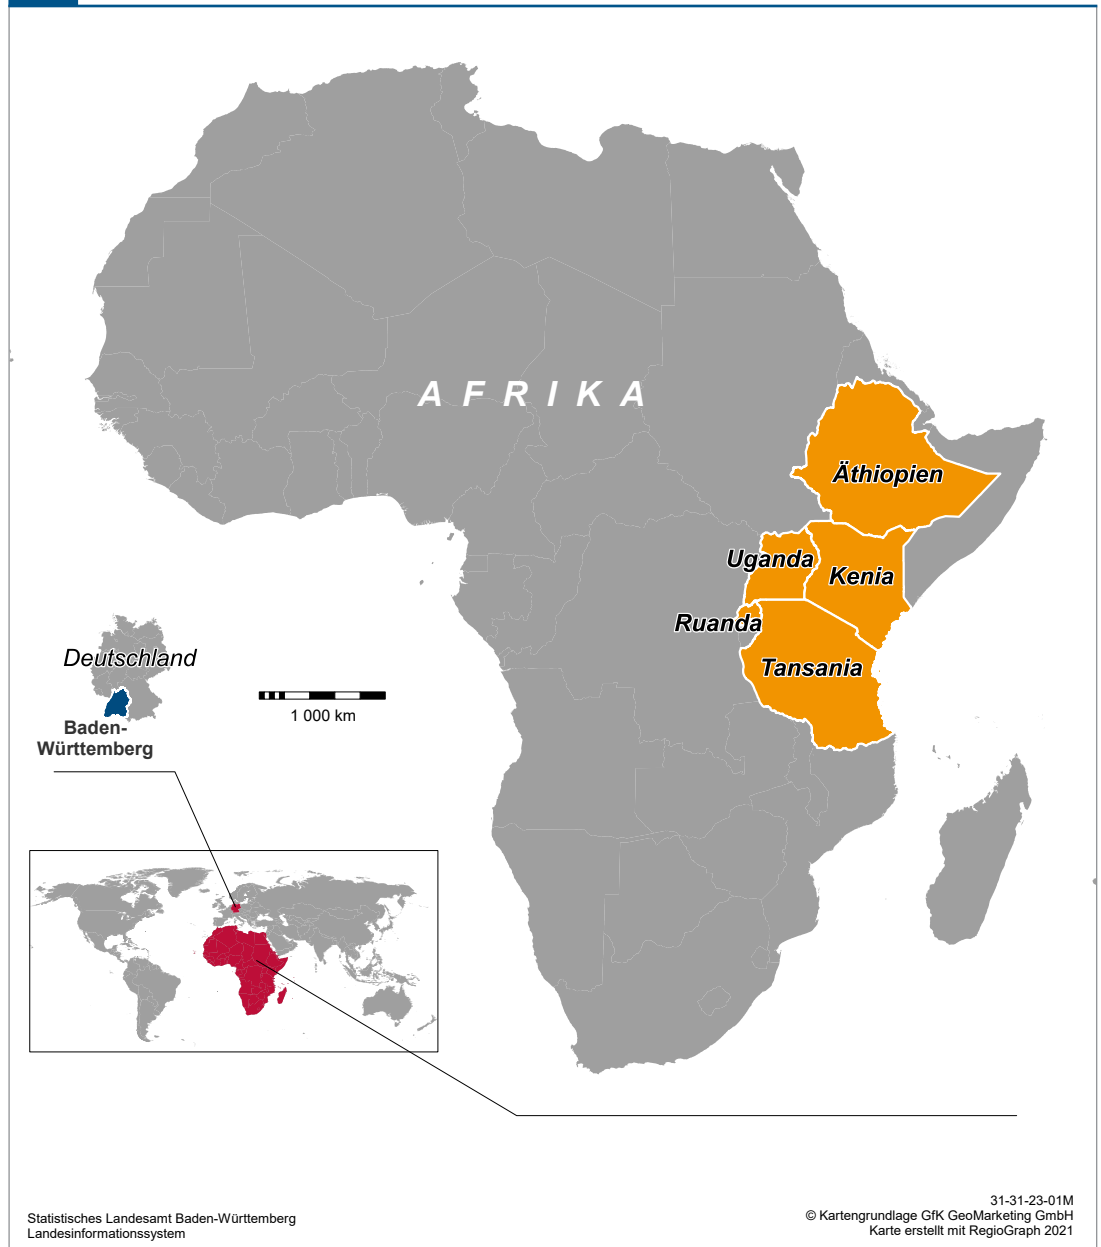 AFRIKA
Äthiopien
Uganda
Kenia
Ruanda
Tansania
Deutschland
Baden-
Württemberg
1 000 km
31-31-23-01M
Statistisches Landesamt Baden-Württemberg
© Kartengrundlage GfK GeoMarketing GmbH
Landesinformationssystem
Karte erstellt mit RegioGraph 2021